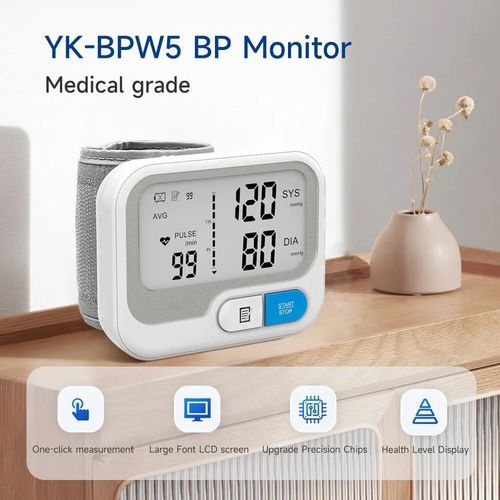 YK-BPW5 BP Monitor
Medical grade
99
120 SYS
mmHg
AVG
PULSE
/min
99
80 DIA
mmHg
START
STOP
One-click measurement
Large Font LCD screen
Upgrade Precision Chips
Health Level Display